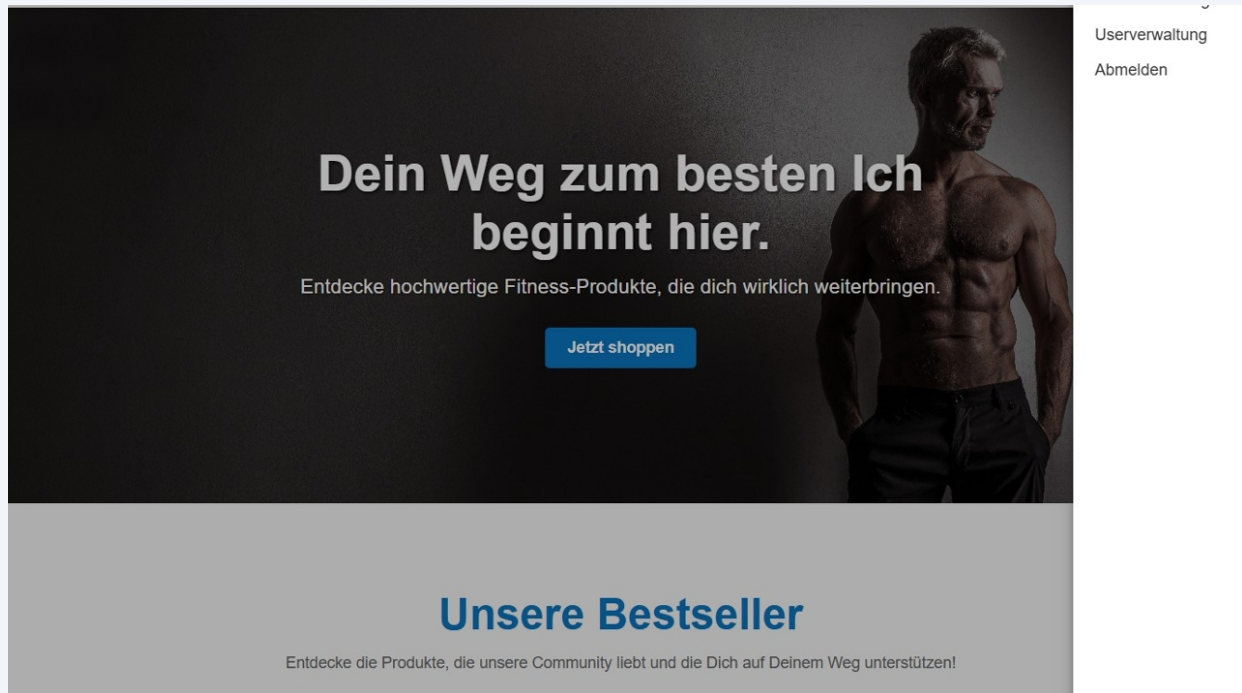 Userverwaltung
Abmelden
Dein Weg zum besten Ich
beginnt hier.
Entdecke hochwertige Fitness-Produkte, die dich wirklich weiterbringen.
Jetzt shoppen
Unsere Bestseller
Entdecke die Produkte, die unsere Community liebt und die Dich auf Deinem Weg unterstützen!